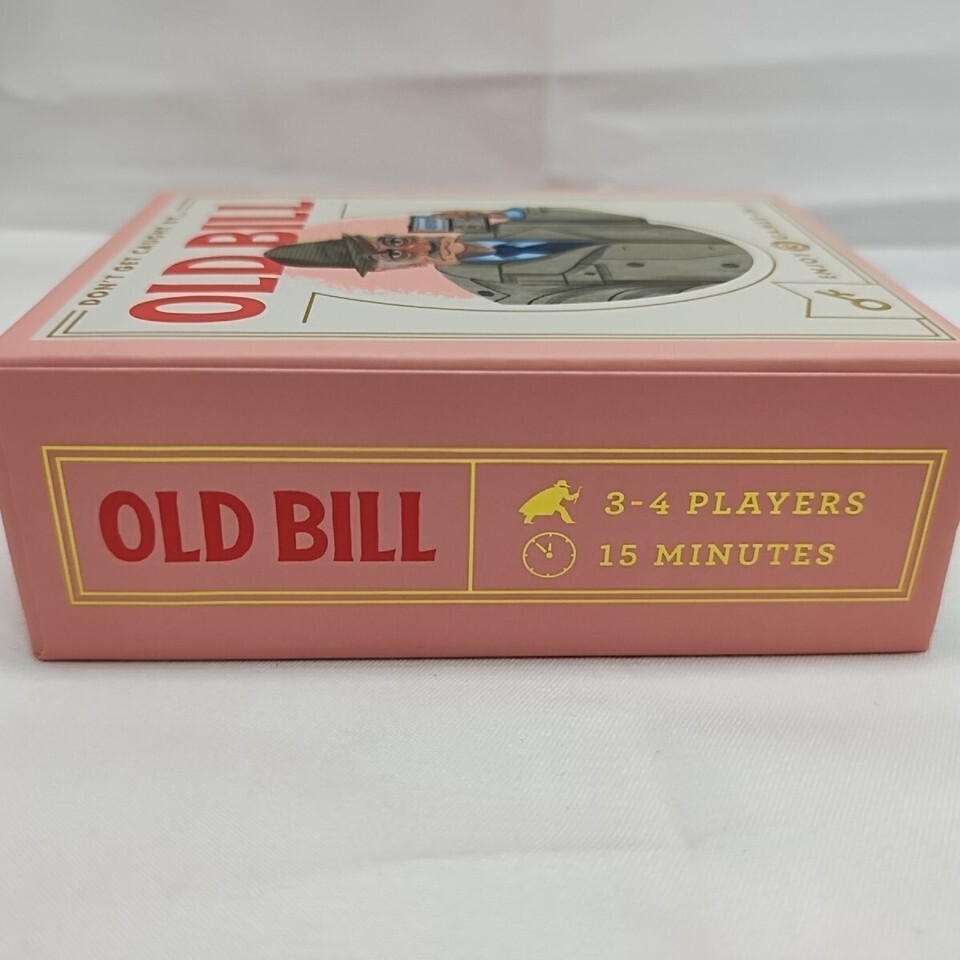 DON'T GET CAUGHT BY
OLD BILL
OLD BILL
3-4 PLAYERS
15 MINUTES